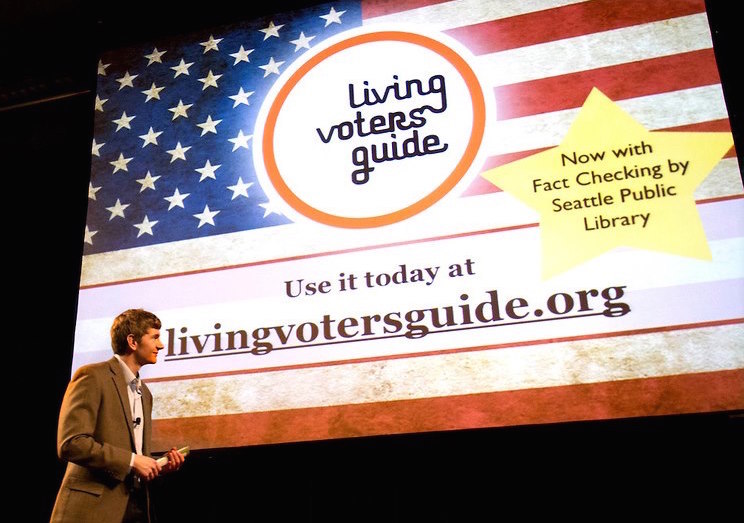 living
voters
guide
Now with
Fact Checking by
Seattle Public
Library
Use it today at
livingvotersguide.org